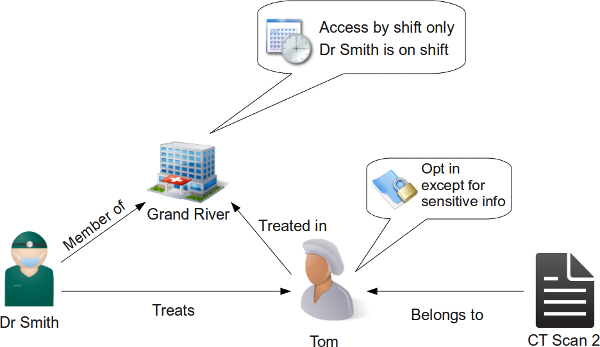 Access by shift only
Dr Smith is on shift
Opt in
except for
sensitive info
Member of
Grand River
Treated in
Dr Smith
Treats
Tom
Belongs to
CT Scan 2